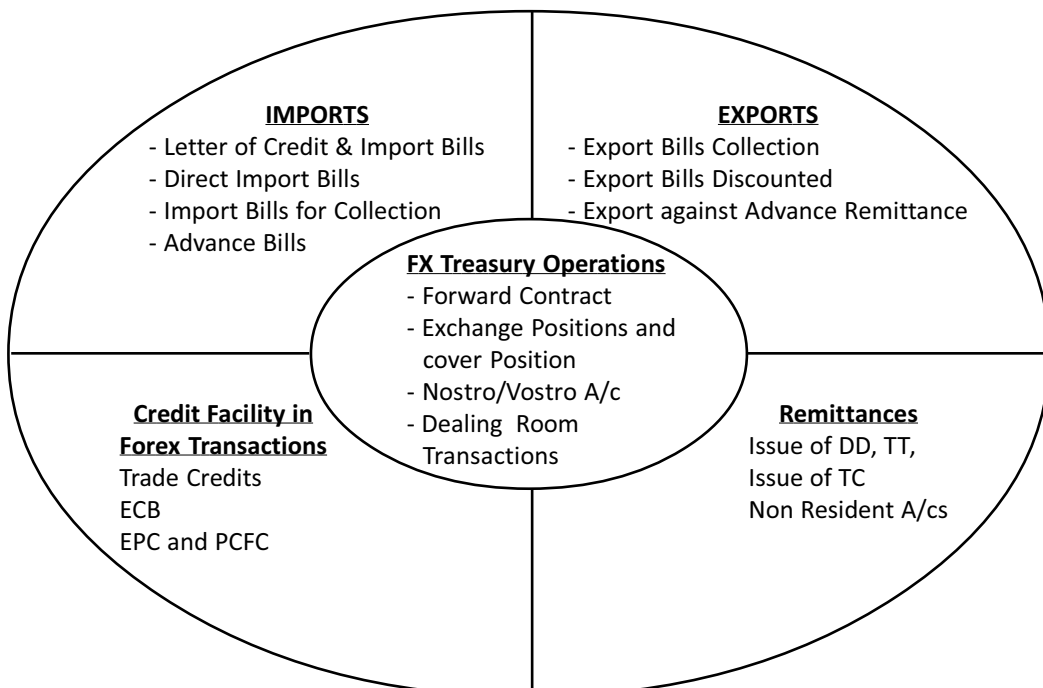 IMPORTS
- Letter of Credit & Import Bills
- Direct Import Bills
- Import Bills for Collection
- Advance Bills
EXPORTS
- Export Bills Collection
- Export Bills Discounted
- Export against Advance Remittance
FX Treasury Operations
- Forward Contract
- Exchange Positions and
cover Position
- Nostro/Vostro A/c
- Dealing Room
Transactions
Credit Facility in
Forex Transactions
Trade Credits
ECB
EPC and PCFC
Remittances
Issue of DD, TT,
Issue of TC
Non Resident A/cs